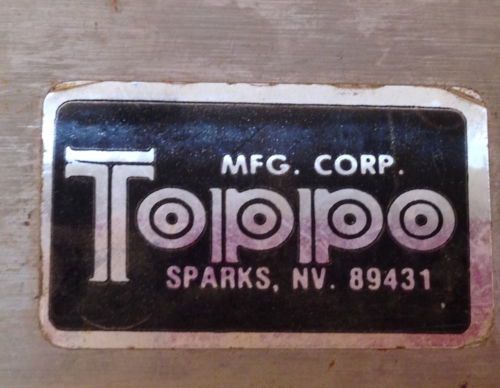 MFG. CORP.
Toppo
SPARKS, NV. 89431